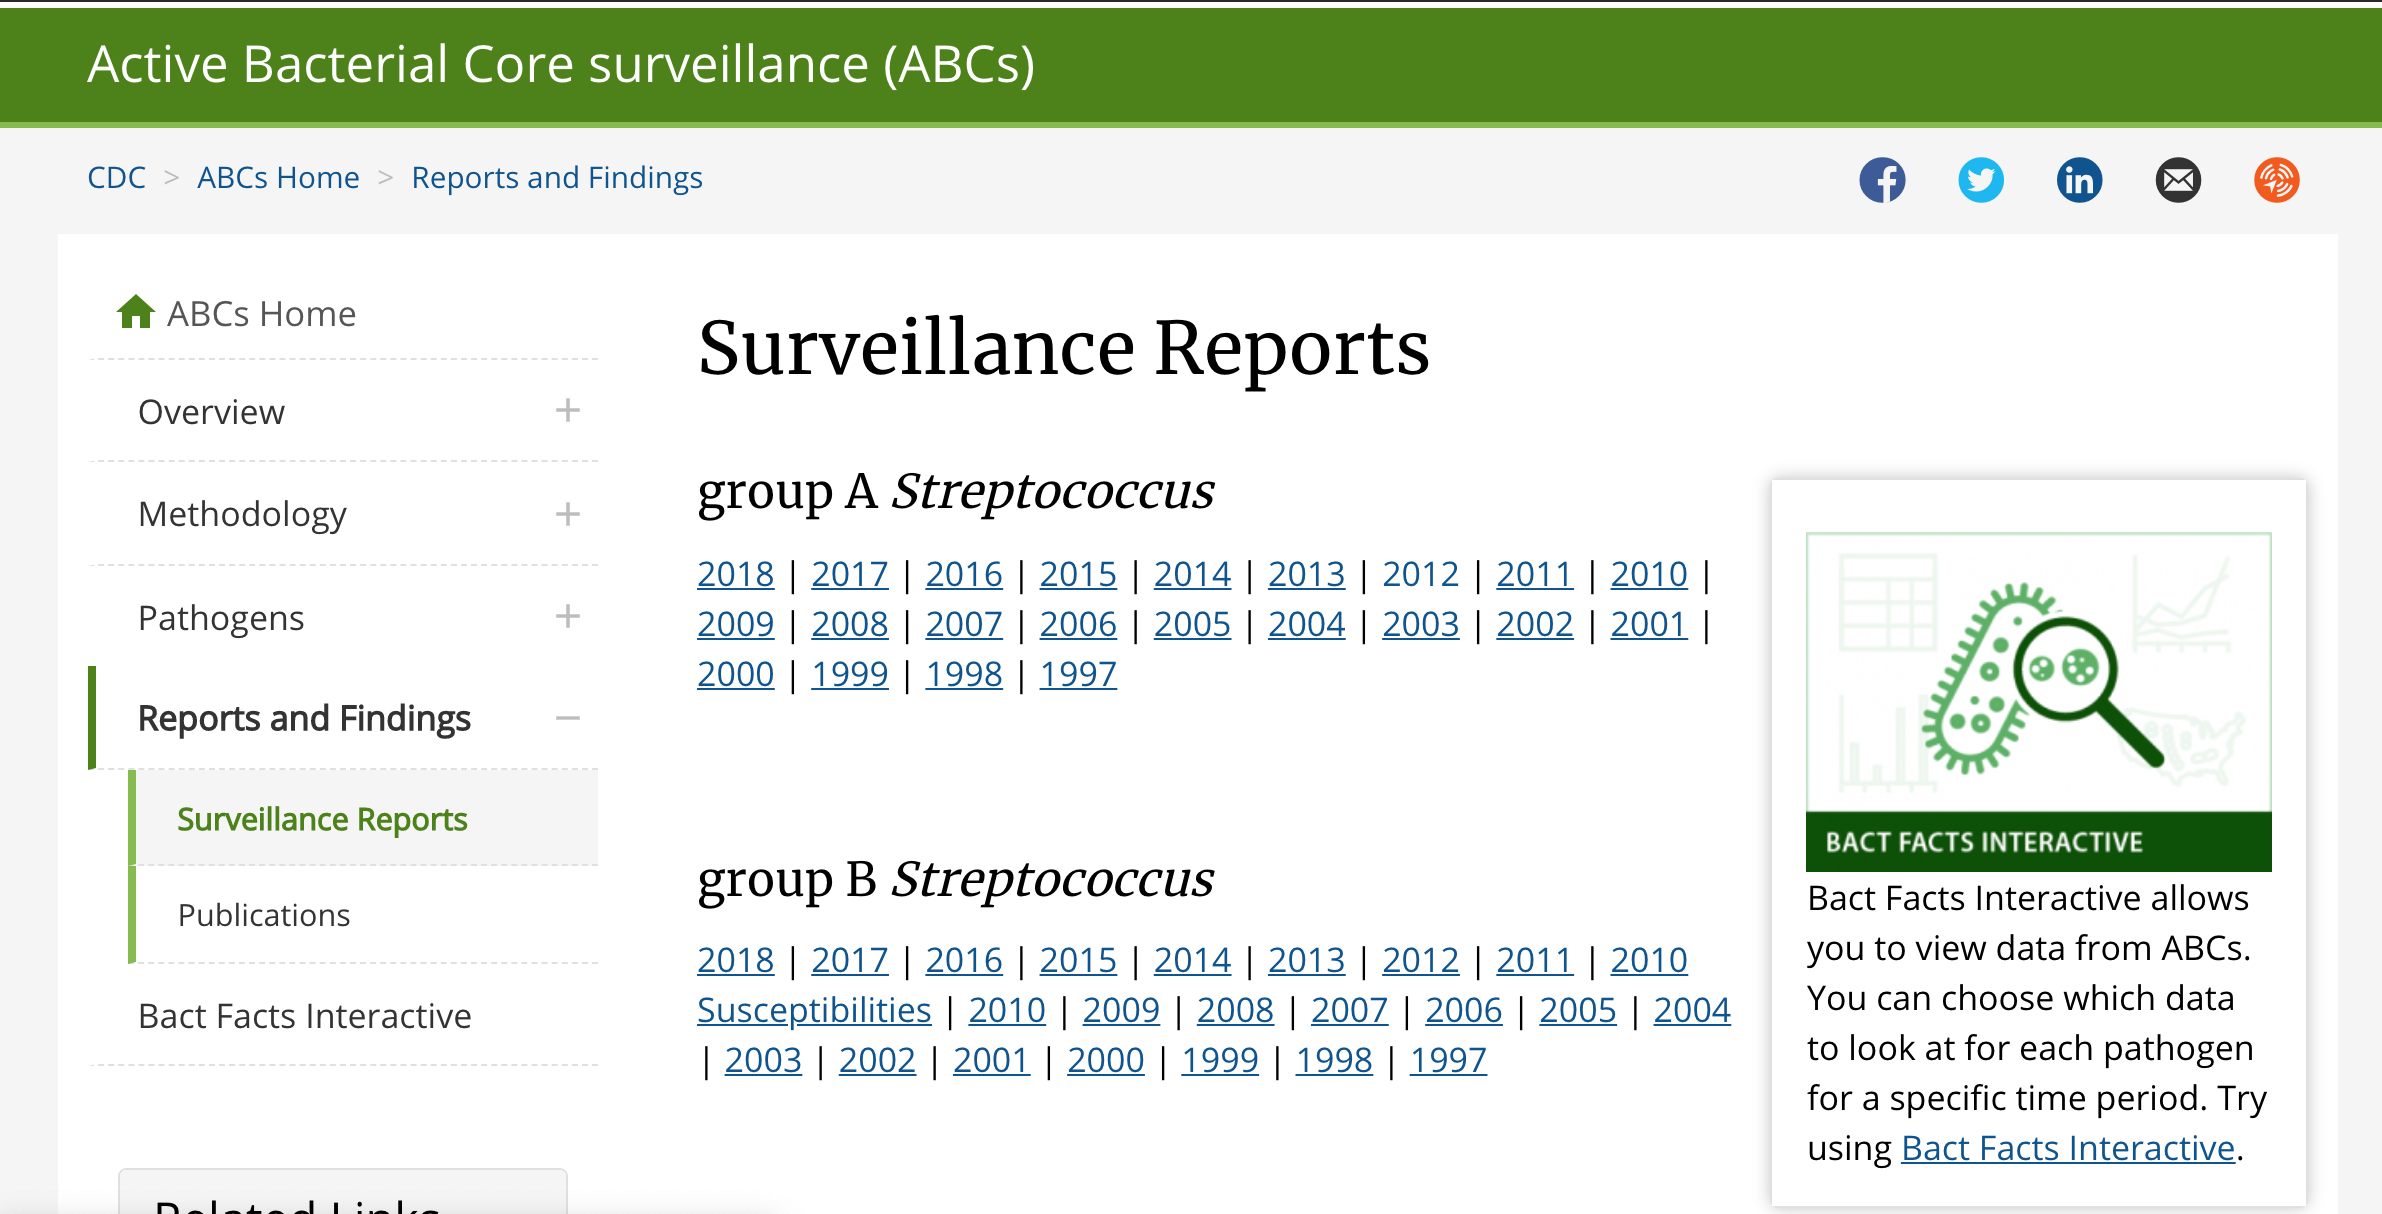 Active Bacterial Core surveillance (ABCs)
CDC > ABCs Home > Reports and Findings
ABCs Home
Overview
Methodology
Pathogens
Reports and Findings
Surveillance Reports
Publications
Bact Facts Interactive
Related Links
Surveillance Reports
group A Streptococcus
2018 | 2017 | 2016 | 2015 | 2014 | 2013 | 2012 | 2011 | 2010 |
2009 | 2008 | 2007 | 2006 | 2005 | 2004 | 2003 | 2002 | 2001 |
2000 | 1999 | 1998 | 1997
group B Streptococcus
2018 | 2017 | 2016 | 2015 | 2014 | 2013 | 2012 | 2011 | 2010
Susceptibilities | 2010 | 2009 | 2008 | 2007 | 2006 | 2005 | 2004
| 2003 | 2002 | 2001 | 2000 | 1999 | 1998 | 1997
BACT FACTS INTERACTIVE
Bact Facts Interactive allows
you to view data from ABCs.
You can choose which data
to look at for each pathogen
for a specific time period. Try
using Bact Facts Interactive.